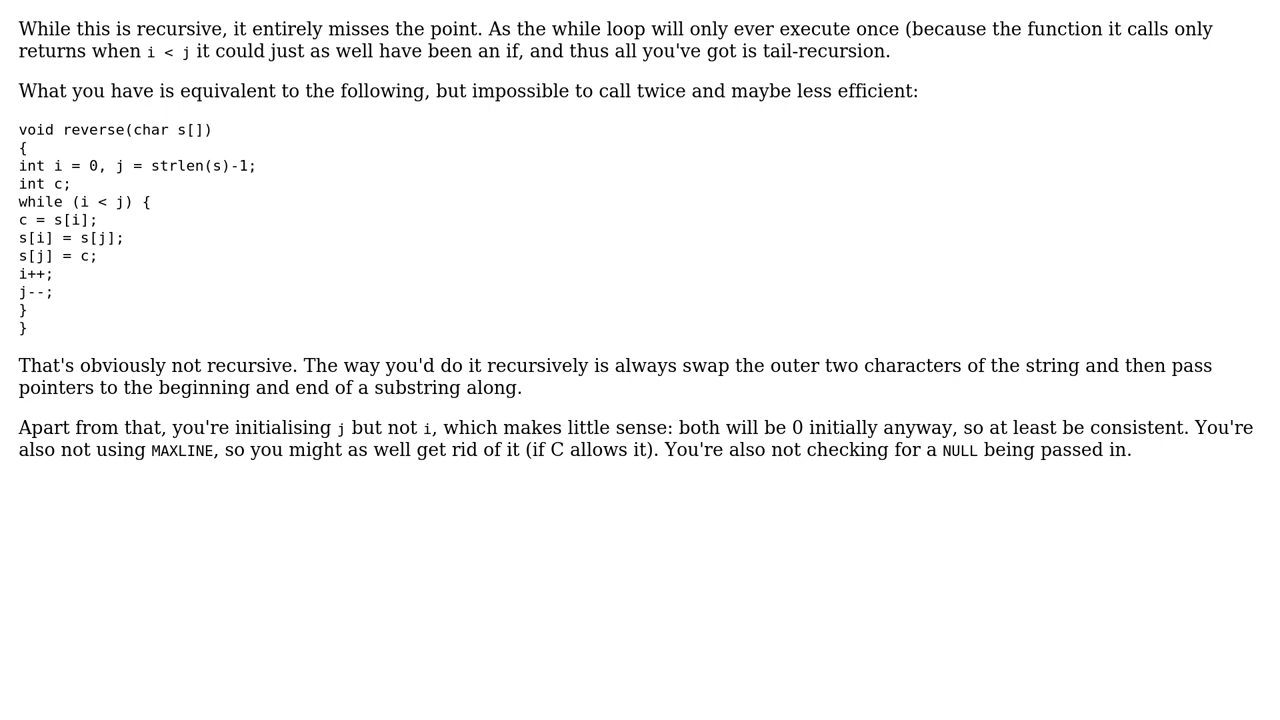 While this is recursive, it entirely misses the point. As the while loop will only ever execute once (because the function it calls only
returns when i < j it could just as well have been an if, and thus all you've got is tail-recursion.
What you have is equivalent to the following, but impossible to call twice and maybe less efficient:
void reverse(char s[])
{
int i = 0, j = strlen(s)-1;
int c;
while (i < j) {
c = s[i];
s[i] = s[j];
s[j] = c;
i++;
j--;
}
}
That's obviously not recursive. The way you'd do it recursively is always swap the outer two characters of the string and then pass
pointers to the beginning and end of a substring along.
Apart from that, you're initialising j but not i, which makes little sense: both will be 0 initially anyway, so at least be consistent. You're
also not using MAXLINE, so you might as well get rid of it (if C allows it). You're also not checking for a NULL being passed in.